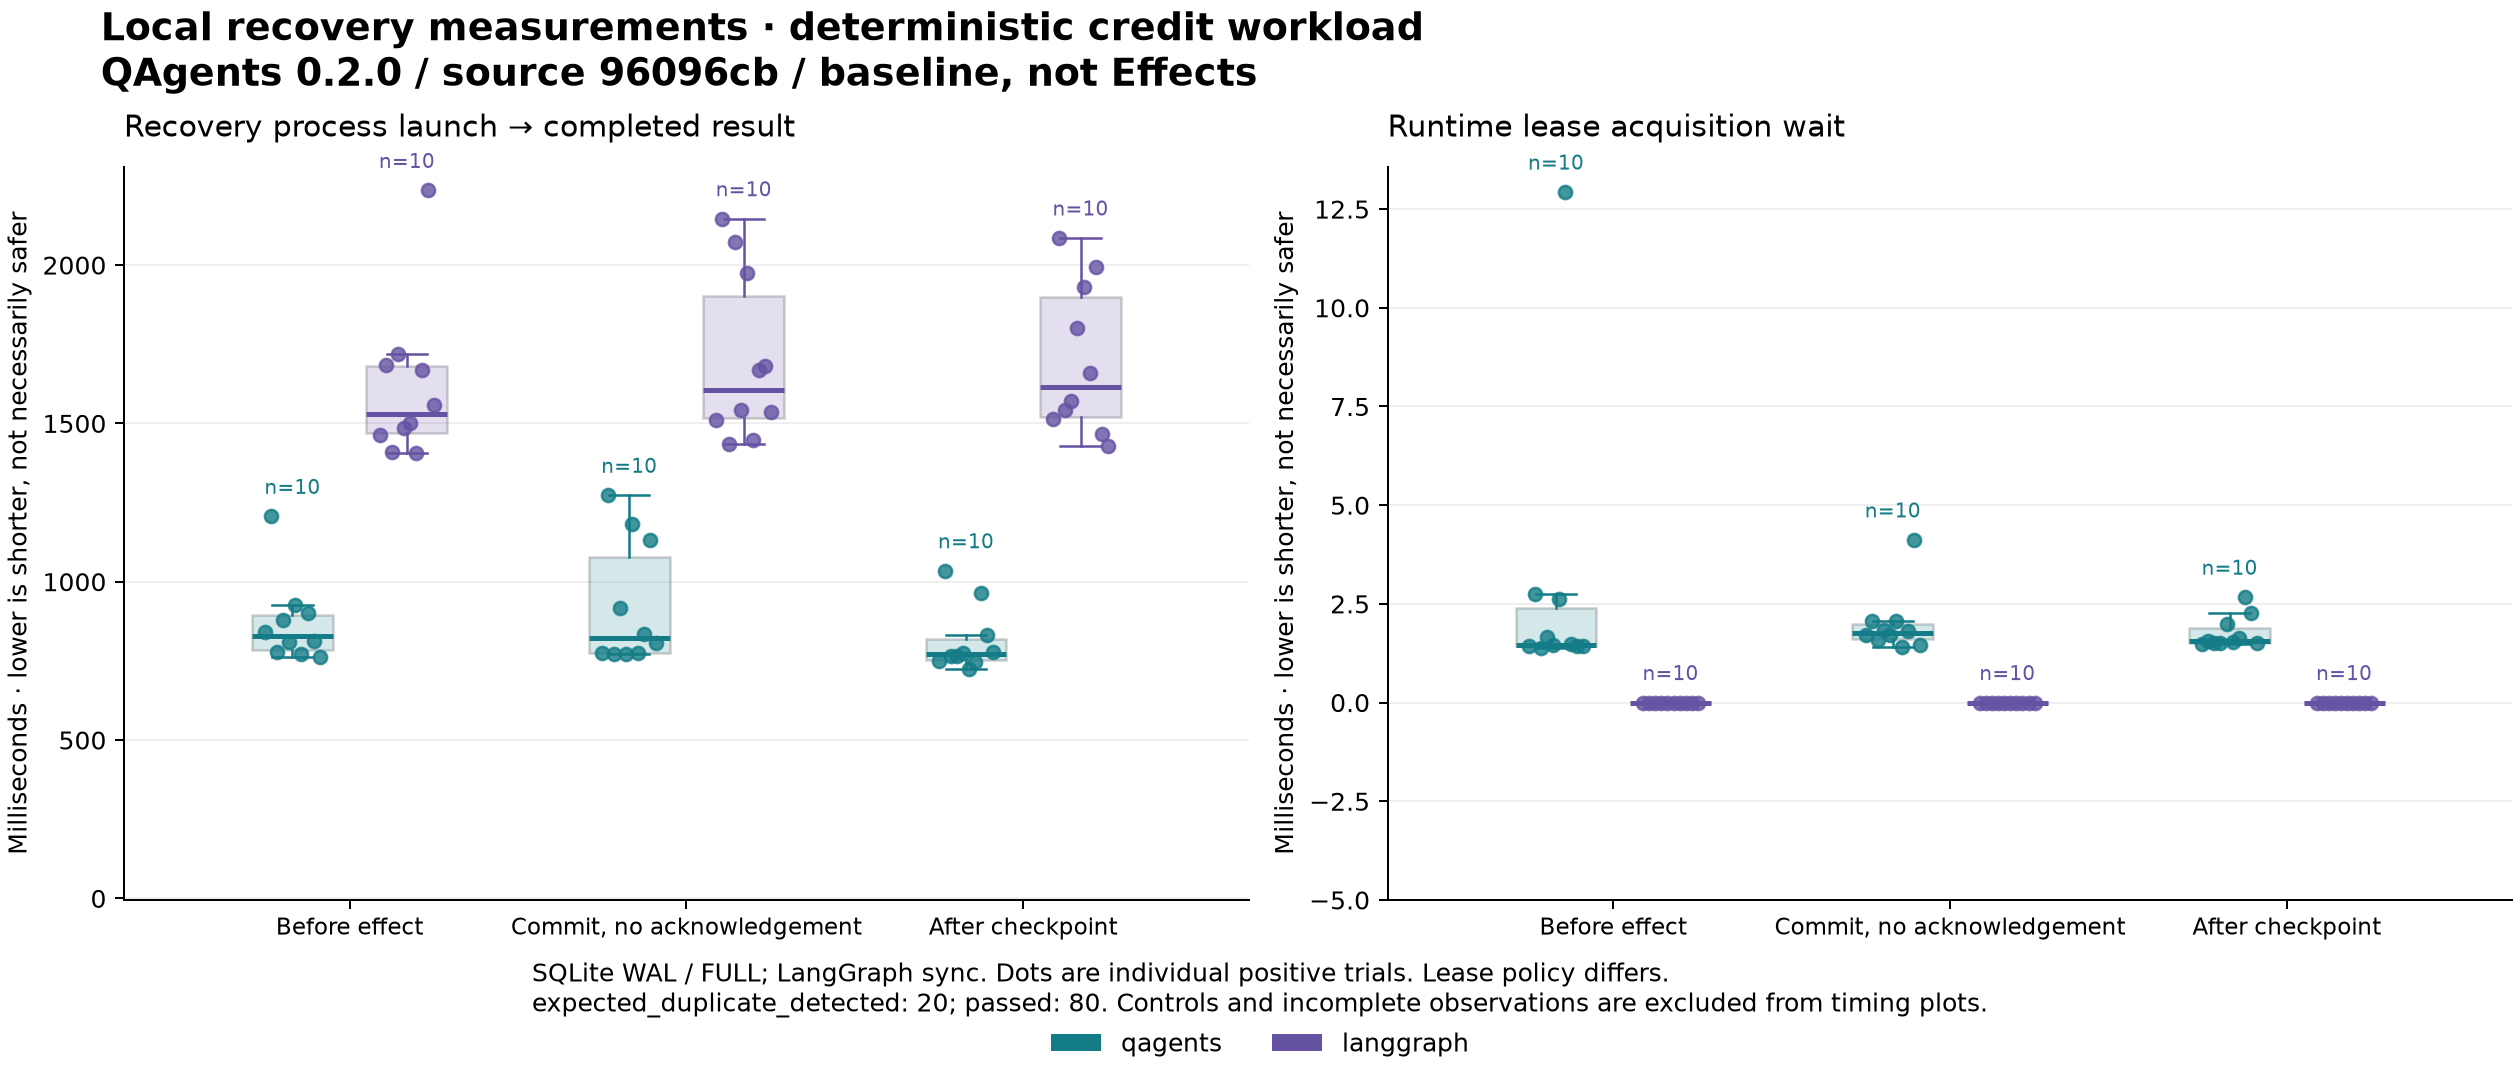 Local recovery measurements · deterministic credit workload
QAgents 0.2.0 / source 96096cb / baseline, not Effects
Recovery process launch → completed result
Milliseconds · lower is shorter, not necessarily safer
2000
1500
1000
500
0
n=10
n=10
n=10
n=10
n=10
n=10
Before effect
Commit, no acknowledgement
After checkpoint
Runtime lease acquisition wait
Milliseconds · lower is shorter, not necessarily safer
12.5
10.0
7.5
5.0
2.5
0.0
−2.5
−5.0
n=10
n=10
n=10
n=10
n=10
n=10
Before effect
Commit, no acknowledgement
After checkpoint
SQLite WAL / FULL; LangGraph sync. Dots are individual positive trials. Lease policy differs.
expected_duplicate_detected: 20; passed: 80. Controls and incomplete observations are excluded from timing plots.
qagents
langgraph